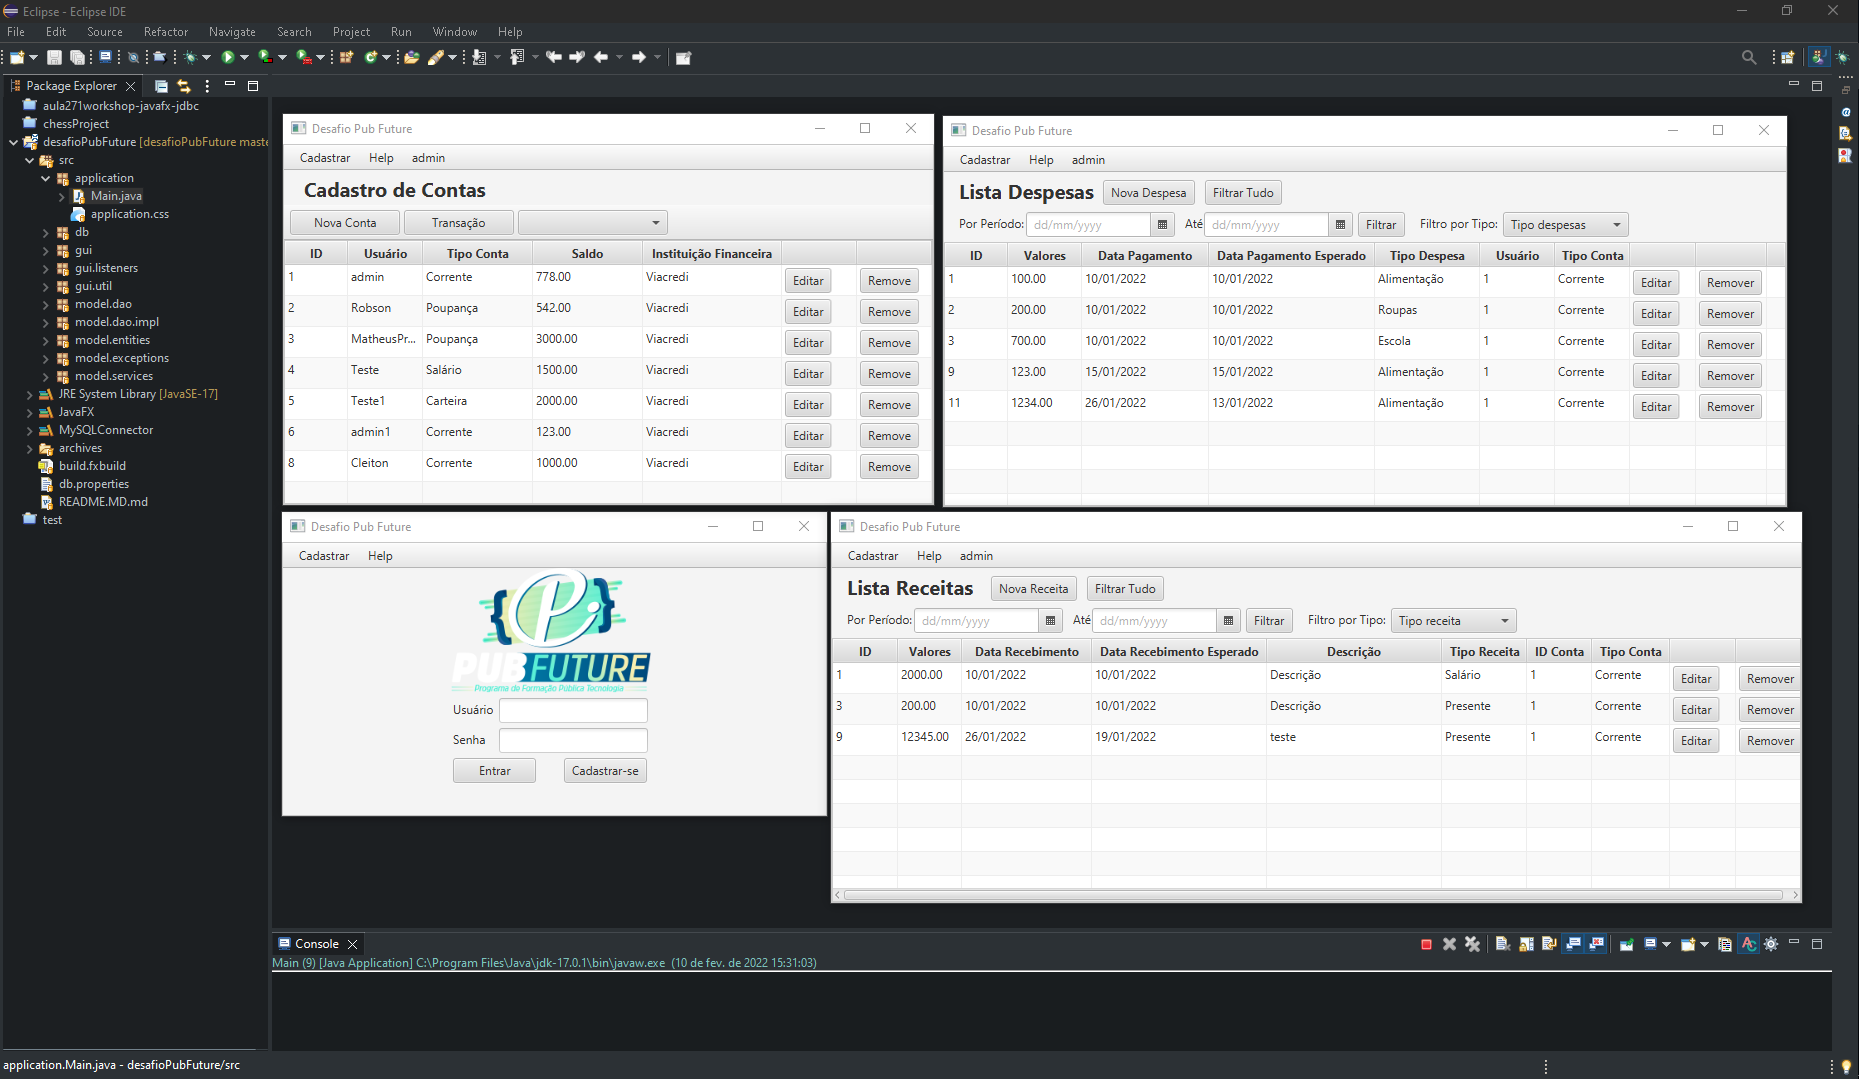 Eclipse - Eclipse IDE
File Edit Source Refactor Navigate Search Project Run Window Help
Package Explorer
aula271workshop-javafx-jdbc
chessProject
desafioPubFuture [desafioPubFuture maste
src
application
Main.java
application.css
db
gui
gui.listeners
gui.util
model.dao
model.dao.impl
model.entities
model.exceptions
model.services
JRE System Library [JavaSE-17]
JavaFX
MySQLConnector
archives
build.fxbuild
db.properties
README.MD.md
test
Desafio Pub Future
Cadastrar Help admin
Cadastro de Contas
Nova Conta Transação
ID Usuário Tipo Conta Saldo Instituição Financeira
1 admin Corrente 778.00 Viacredi Editar Remove
2 Robson Poupança 542.00 Viacredi Editar Remove
3 MatheusPr... Poupança 3000.00 Viacredi Editar Remove
4 Teste Salário 1500.00 Viacredi Editar Remove
5 Teste1 Carteira 2000.00 Viacredi Editar Remove
6 admin1 Corrente 123.00 Viacredi Editar Remove
8 Cleiton Corrente 1000.00 Viacredi Editar Remove
Desafio Pub Future
Cadastrar Help admin
Lista Despesas Nova Despesa Filtrar Tudo
Por Período: dd/mm/yyyy Até dd/mm/yyyy Filtrar Filtro por Tipo: Tipo despesas
ID Valores Data Pagamento Data Pagamento Esperado Tipo Despesa Usuário Tipo Conta
1 100.00 10/01/2022 10/01/2022 Alimentação 1 Corrente Editar Remover
2 200.00 10/01/2022 10/01/2022 Roupas 1 Corrente Editar Remover
3 700.00 10/01/2022 10/01/2022 Escola 1 Corrente Editar Remover
9 123.00 15/01/2022 15/01/2022 Alimentação 1 Corrente Editar Remover
11 1234.00 26/01/2022 13/01/2022 Alimentação 1 Corrente Editar Remover
Desafio Pub Future
Cadastrar Help
Pi
PUBFUTURE
Programa de Formação Pública Tecnologia
Usuário
Senha
Entrar Cadastrar-se
Desafio Pub Future
Cadastrar Help admin
Lista Receitas Nova Receita Filtrar Tudo
Por Período: dd/mm/yyyy Até dd/mm/yyyy Filtrar Filtro por Tipo: Tipo receita
ID Valores Data Recebimento Data Recebimento Esperado Descrição Tipo Receita ID Conta Tipo Conta
1 2000.00 10/01/2022 10/01/2022 Descrição Salário 1 Corrente Editar Remover
3 200.00 10/01/2022 10/01/2022 Descrição Presente 1 Corrente Editar Remover
9 12345.00 26/01/2022 19/01/2022 teste Presente 1 Corrente Editar Remover
Console
Main (9) [Java Application] C:\Program Files\Java\jdk-17.0.1\bin\javaw.exe (10 de fev. de 2022 15:31:03)
application.Main.java - desafioPubFuture/src